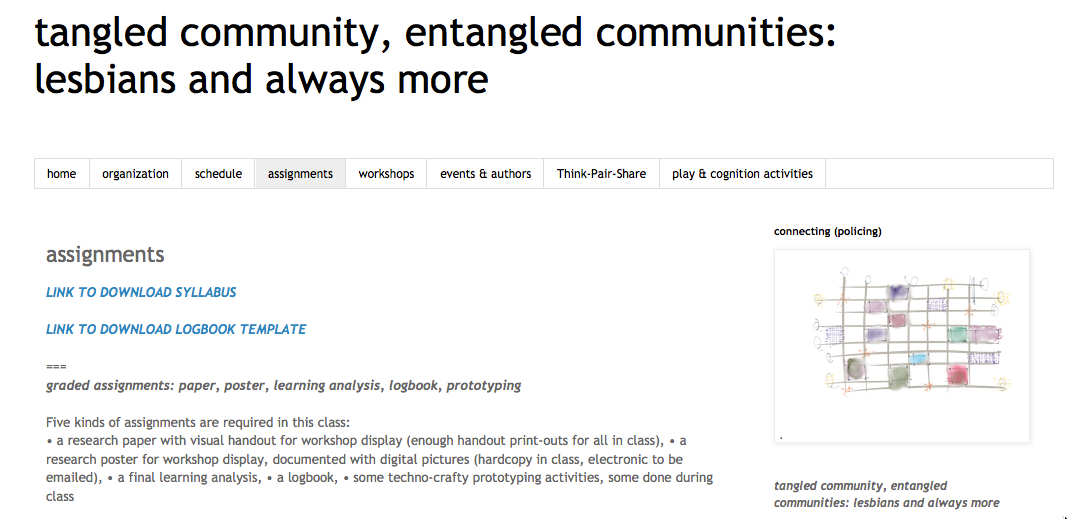 tangled community, entangled communities:
lesbians and always more
home organization schedule assignments workshops events & authors Think-Pair-Share play & cognition activities
assignments
LINK TO DOWNLOAD SYLLABUS
LINK TO DOWNLOAD LOGBOOK TEMPLATE
===
graded assignments: paper, poster, learning analysis, logbook, prototyping
Five kinds of assignments are required in this class:
• a research paper with visual handout for workshop display (enough handout print-outs for all in class), • a
research poster for workshop display, documented with digital pictures (hardcopy in class, electronic to be
emailed), • a final learning analysis, • a logbook, • some techno-crafty prototyping activities, some done during
class
connecting (policing)
.
tangled community, entangled
communities: lesbians and always more